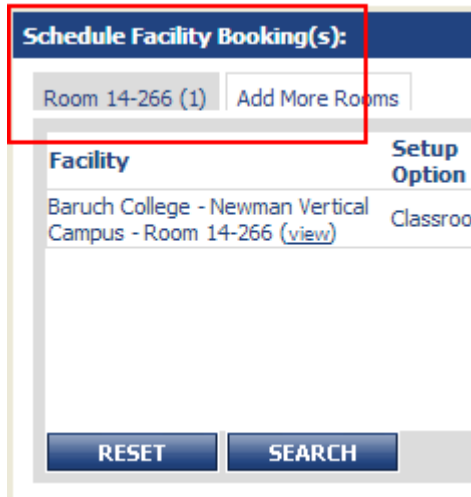 Schedule Facility Booking(s):
Room 14-266 (1) Add More Rooms
Facility Setup Option
Baruch College - Newman Vertical
Campus - Room 14-266 (view)
Classroo
RESET SEARCH